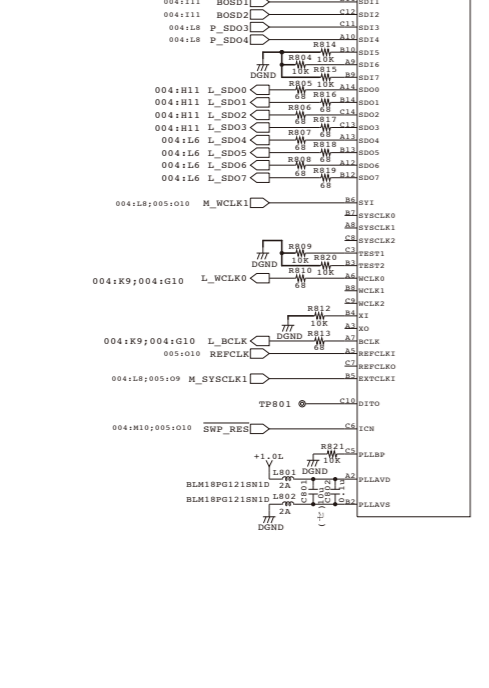 004:I11 BOSD1 SDI1
004:I11 BOSD2 C12 SDI2
004:L8 P_SDO3 C11 SDI3
004:L8 P_SDO4 A10 SDI4
R814 10K B10 SDI5
DGND R804 10K A9 SDI6
R815 10K B9 SDI7
004:H11 L_SDO0 R805 68 A14 SDO0
004:H11 L_SDO1 R816 68 B14 SDO1
004:H11 L_SDO2 R806 68 C14 SDO2
004:H11 L_SDO3 R817 68 C13 SDO3
004:L6 L_SDO4 R807 68 A13 SDO4
004:L6 L_SDO5 R818 68 B13 SDO5
004:L6 L_SDO6 R808 68 A12 SDO6
004:L6 L_SDO7 R819 68 B12 SDO7
004:L8;005:O10 M_WCLK1 B6 SYI
B7 SYSCLK0
A8 SYSCLK1
C8 SYSCLK2
DGND R809 10K C3 TEST1
R820 10K B3 TEST2
004:K9;004:G10 L_WCLK0 R810 68 A6 WCLK0
B8 WCLK1
C9 WCLK2
DGND R812 10K B4 XI
A3 XO
004:K9;004:G10 L_BCLK R813 68 A7 BCLK
005:O10 REFCLK A5 REFCLKI
C7 REFCLKO
004:L8;005:O9 M_SYSCLK1 B5 EXTCLKI
TP801 C10 DITO
004:M10;005:O10 SWP_RES C6 ICN
DGND R821 10K C5 PLLBP
+1.0L
BLM18PG121SN1D L801 2A A2 PLLAVD
C801 C802 0.1u
BLM18PG121SN1D L802 2A B2 PLLAVS
DGND